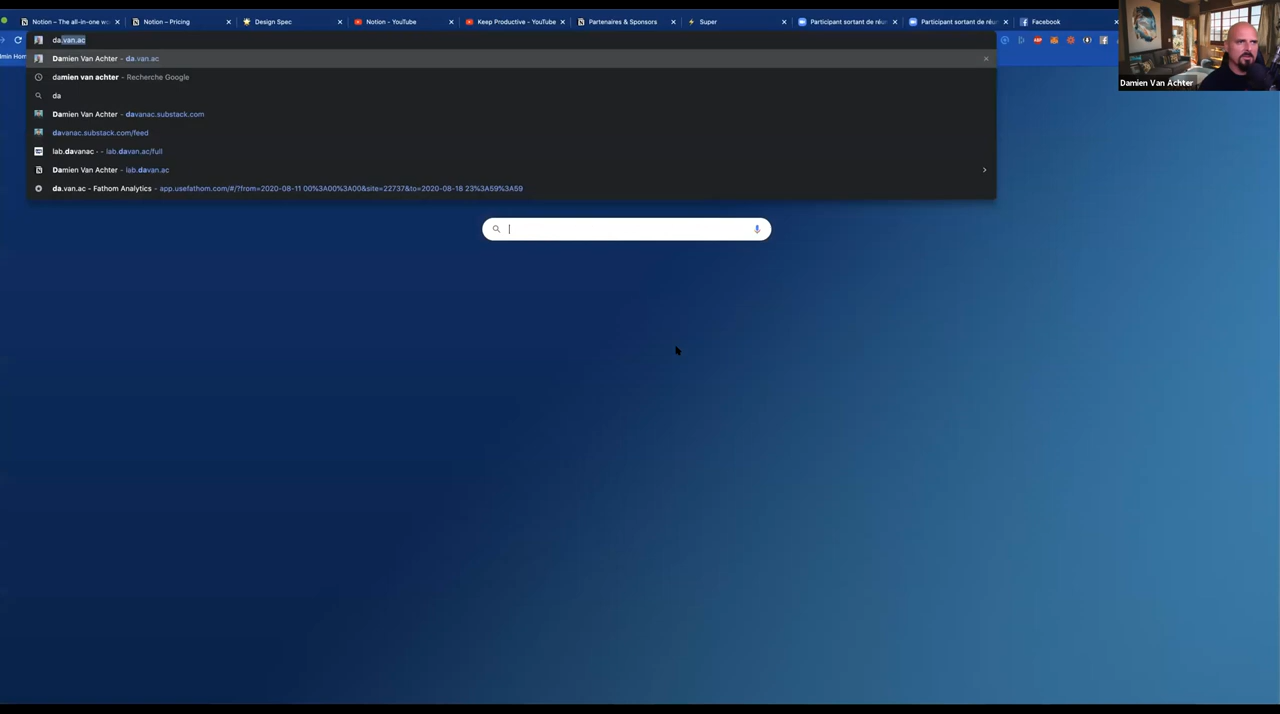 Notion – The all-in-one wo
Notion – Pricing
Design Spec
Notion - YouTube
Keep Productive - YouTube
Partenaires & Sponsors
Super
Participant sortant de réun
Participant sortant de réun
Facebook
da.van.ac
dmin Home
Damien Van Achter - da.van.ac
damien van achter - Recherche Google
da
Damien Van Achter - davanac.substack.com
davanac.substack.com/feed
lab.davanac - - lab.davan.ac/full
Damien Van Achter - lab.davan.ac
da.van.ac – Fathom Analytics - app.usefathom.com/#/?from=2020-08-11 00%3A00%3A00&site=22737&to=2020-08-18 23%3A59%3A59
Damien Van Achter